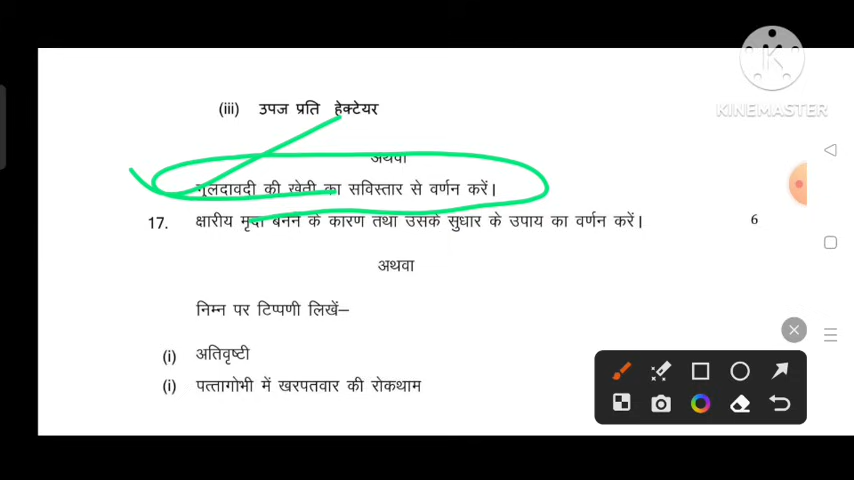 KINEMASTER
(iii) उपज प्रति हेक्टेयर
अथवा
गुलदावदी की खेती का सविस्तार से वर्णन करें।
17. क्षारीय मृदा बनने के कारण तथा उसके सुधार के उपाय का वर्णन करें। 6
अथवा
निम्न पर टिप्पणी लिखें–
(i) अतिवृष्टी
(i) पत्तागोभी में खरपतवार की रोकथाम